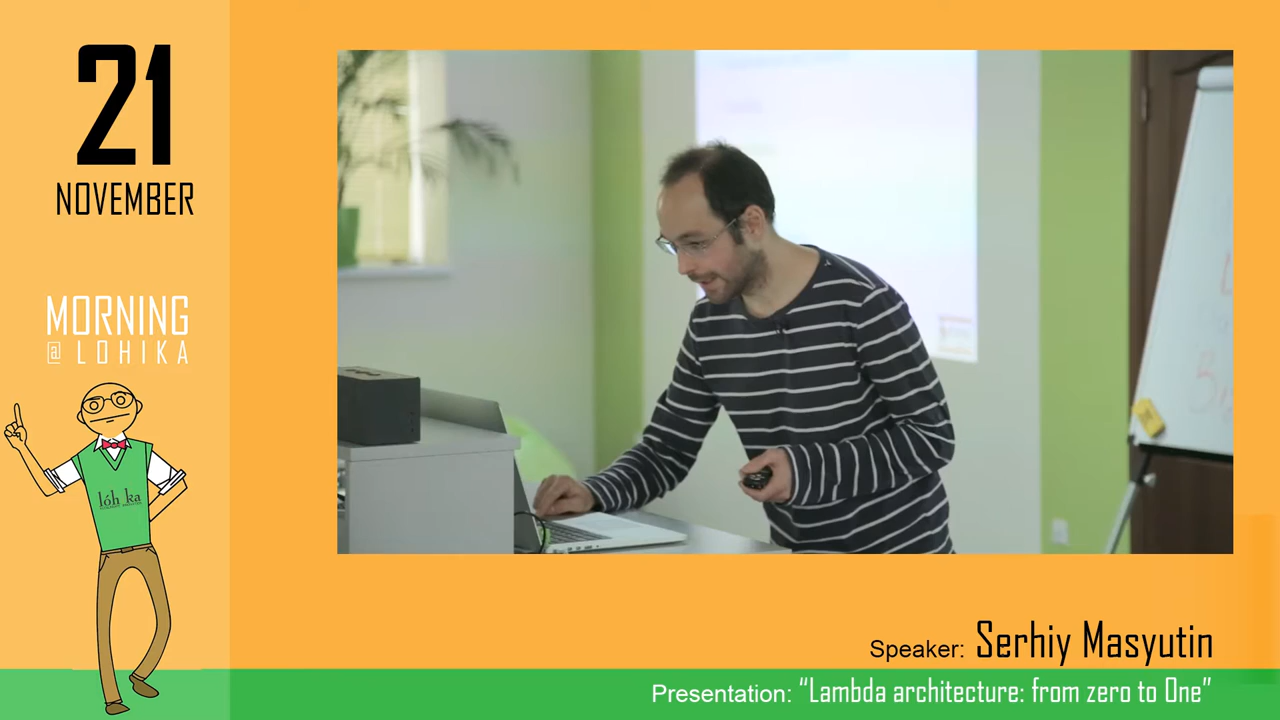 21
NOVEMBER
MORNING
@ LOHIKA
lóh ka
Speaker: Serhiy Masyutin
Presentation: “Lambda architecture: from zero to One”